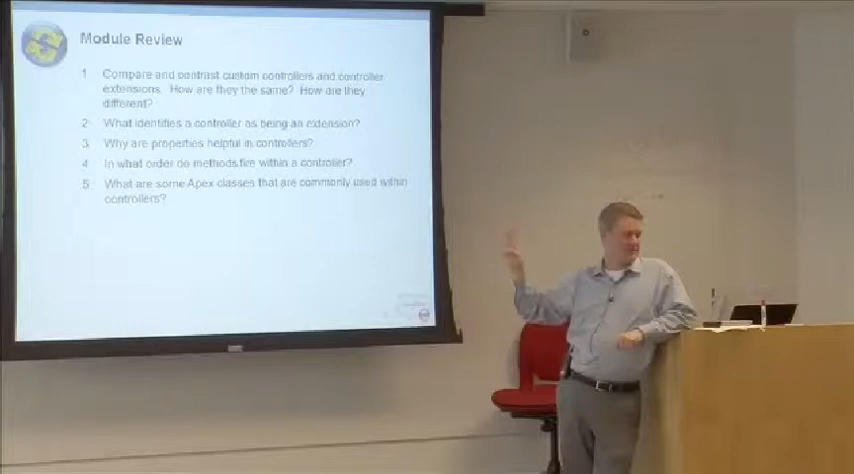 Module Review
1 Compare and contrast custom controllers and controller
extensions. How are they the same? How are they
different?
2 What identifies a controller as being an extension?
3 Why are properties helpful in controllers?
4 In what order do methods fire within a controller?
5 What are some Apex classes that are commonly used within
controllers?